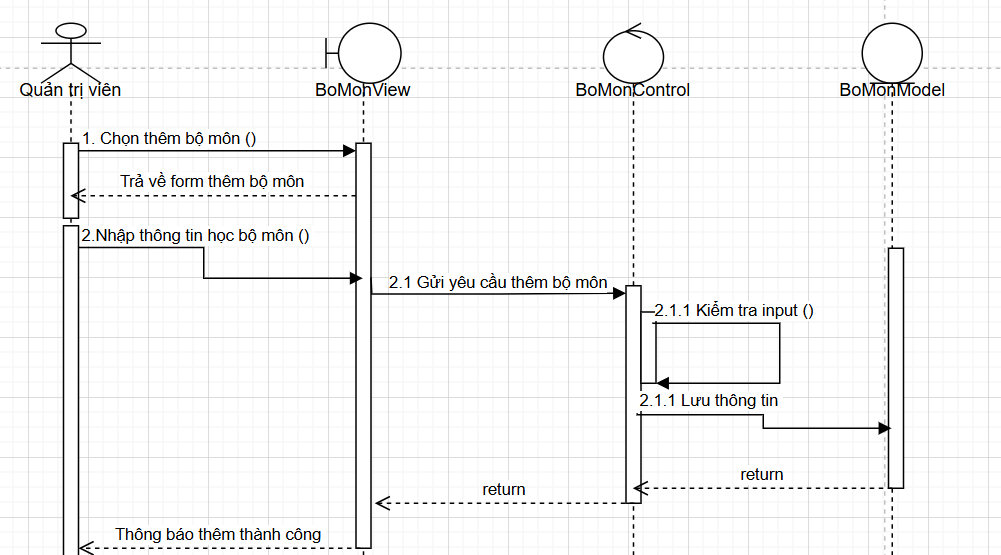 Quản trị viên
BoMonView
BoMonControl
BoMonModel
1. Chọn thêm bộ môn ()
Trả về form thêm bộ môn
2.Nhập thông tin học bộ môn ()
2.1 Gửi yêu cầu thêm bộ môn
2.1.1 Kiểm tra input ()
2.1.1 Lưu thông tin
return
return
Thông báo thêm thành công